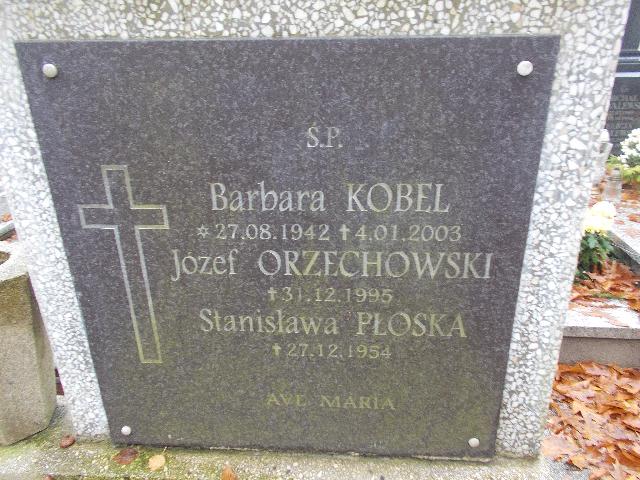 Ś.P.
Barbara KOBEL
✲ 27.08.1942 ✝ 4.01.2003
Józef ORZECHOWSKI
✝ 31.12.1995
Stanisława PŁOSKA
✝ 27.12.1954
AVE MARIA